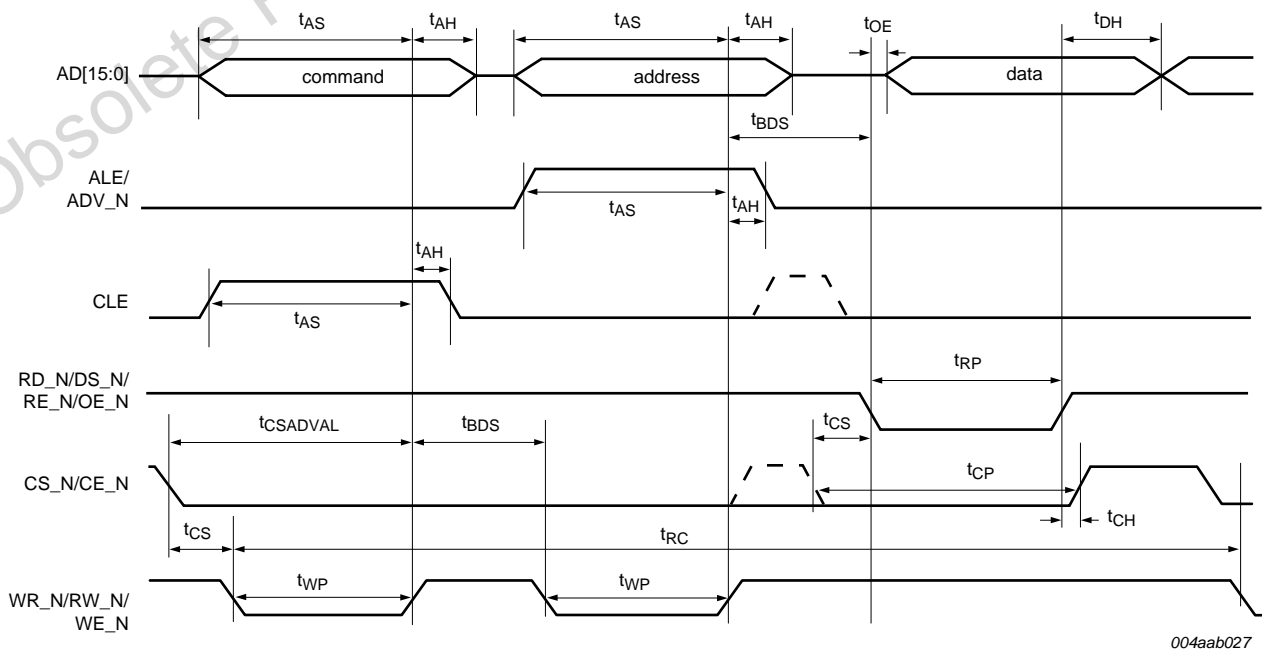 tAS tAH tAS tAH tOE tDH
AD[15:0] command address data
tBDS
ALE/
ADV_N
tAS tAH
tAH
CLE
tAS
RD_N/DS_N/
RE_N/OE_N
tRP
tCSADVAL tBDS tCS
CS_N/CE_N
tCP
tCS tRC tCH
WR_N/RW_N/
WE_N
tWP tWP
004aab027
Obsolete